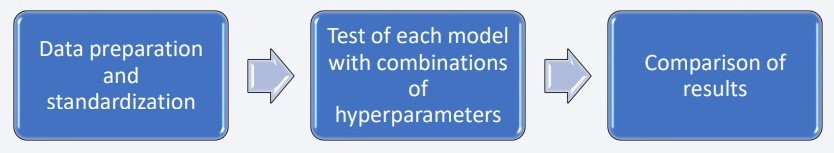 Data preparation
and
standardization
Test of each model
with combinations
of
hyperparameters
Comparison of
results